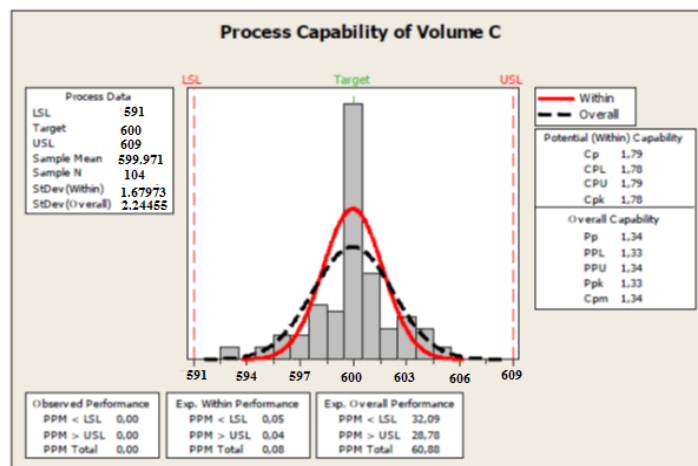 Process Capability of Volume C
LSL Target USL
Process Data
LSL 591
Target 600
USL 609
Sample Mean 599.971
Sample N 104
StDev(Within) 1.67973
StDev(Overall) 2.24455
Within
Overall
Potential (Within) Capability
Cp 1,79
CPL 1,78
CPU 1,79
Cpk 1,78
Overall Capability
Pp 1,34
PPL 1,33
PPU 1,34
Ppk 1,33
Cpm 1,34
591 594 597 600 603 606 609
Observed Performance
PPM < LSL 0,00
PPM > USL 0,00
PPM Total 0,00
Exp. Within Performance
PPM < LSL 0,05
PPM > USL 0,04
PPM Total 0,08
Exp. Overall Performance
PPM < LSL 32,09
PPM > USL 28,78
PPM Total 60,88